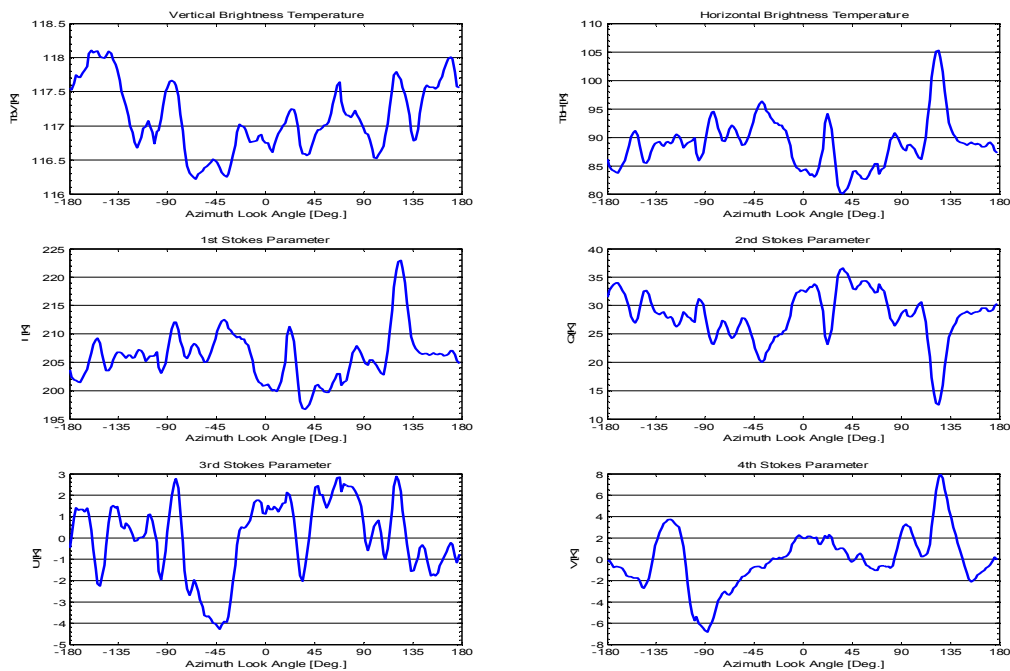 Vertical Brightness Temperature
118.5
118
117.5
117
116.5
116
TbV[K]
-180 -135 -90 -45 0 45 90 135 180
Azimuth Look Angle [Deg.]
Horizontal Brightness Temperature
110
105
100
95
90
85
80
TbH[K]
-180 -135 -90 -45 0 45 90 135 180
Azimuth Look Angle [Deg.]
1st Stokes Parameter
225
220
215
210
205
200
195
I [K]
-180 -135 -90 -45 0 45 90 135 180
Azimuth Look Angle [Deg.]
2nd Stokes Parameter
40
35
30
25
20
15
10
Q[K]
-180 -135 -90 -45 0 45 90 135 180
Azimuth Look Angle [Deg.]
3rd Stokes Parameter
3
2
1
0
-1
-2
-3
-4
-5
U[K]
-180 -135 -90 -45 0 45 90 135 180
Azimuth Look Angle [Deg.]
4th Stokes Parameter
8
6
4
2
0
-2
-4
-6
-8
V[K]
-180 -135 -90 -45 0 45 90 135 180
Azimuth Look Angle [Deg.]